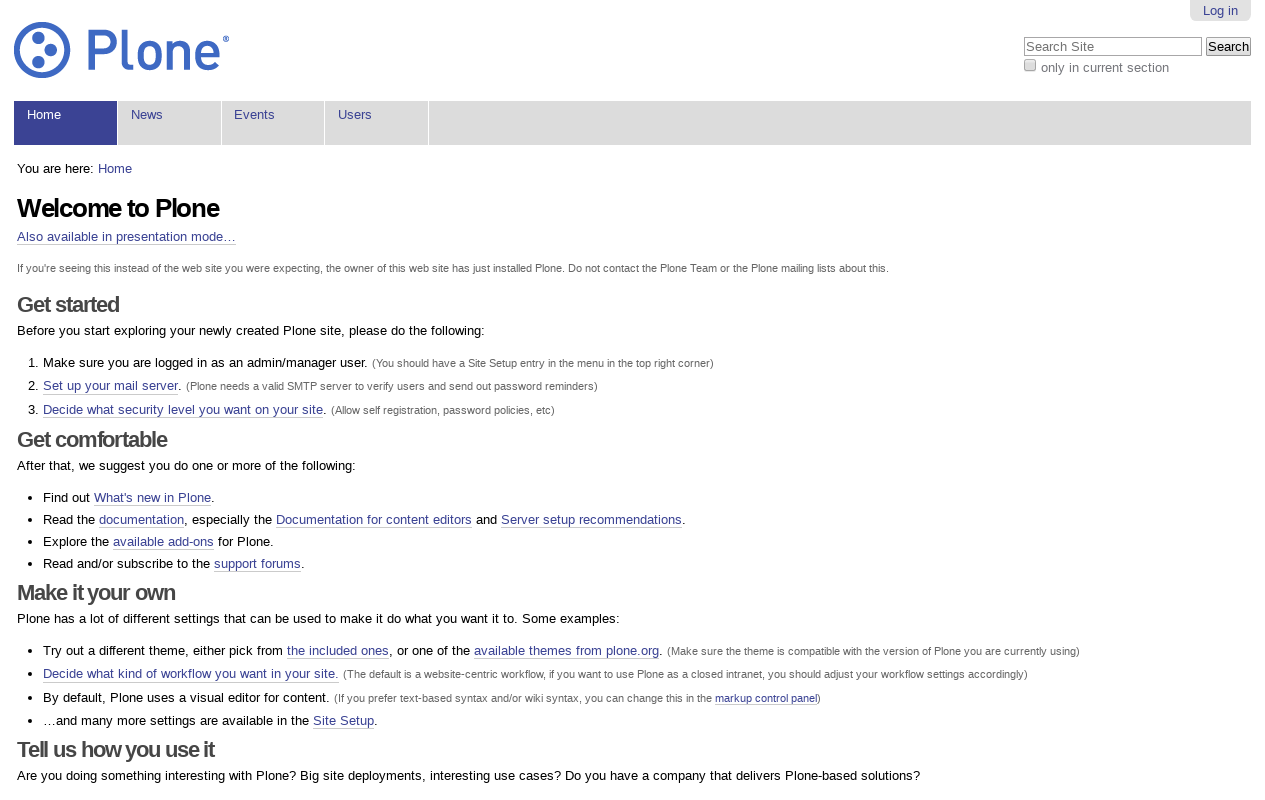 Log in
Plone®
Search Site
Search
only in current section
Home
News
Events
Users
You are here: Home
Welcome to Plone
Also available in presentation mode…
If you're seeing this instead of the web site you were expecting, the owner of this web site has just installed Plone. Do not contact the Plone Team or the Plone mailing lists about this.
Get started
Before you start exploring your newly created Plone site, please do the following:
1. Make sure you are logged in as an admin/manager user. (You should have a Site Setup entry in the menu in the top right corner)
2. Set up your mail server. (Plone needs a valid SMTP server to verify users and send out password reminders)
3. Decide what security level you want on your site. (Allow self registration, password policies, etc)
Get comfortable
After that, we suggest you do one or more of the following:
• Find out What's new in Plone.
• Read the documentation, especially the Documentation for content editors and Server setup recommendations.
• Explore the available add-ons for Plone.
• Read and/or subscribe to the support forums.
Make it your own
Plone has a lot of different settings that can be used to make it do what you want it to. Some examples:
• Try out a different theme, either pick from the included ones, or one of the available themes from plone.org. (Make sure the theme is compatible with the version of Plone you are currently using)
• Decide what kind of workflow you want in your site. (The default is a website-centric workflow, if you want to use Plone as a closed intranet, you should adjust your workflow settings accordingly)
• By default, Plone uses a visual editor for content. (If you prefer text-based syntax and/or wiki syntax, you can change this in the markup control panel)
• …and many more settings are available in the Site Setup.
Tell us how you use it
Are you doing something interesting with Plone? Big site deployments, interesting use cases? Do you have a company that delivers Plone-based solutions?